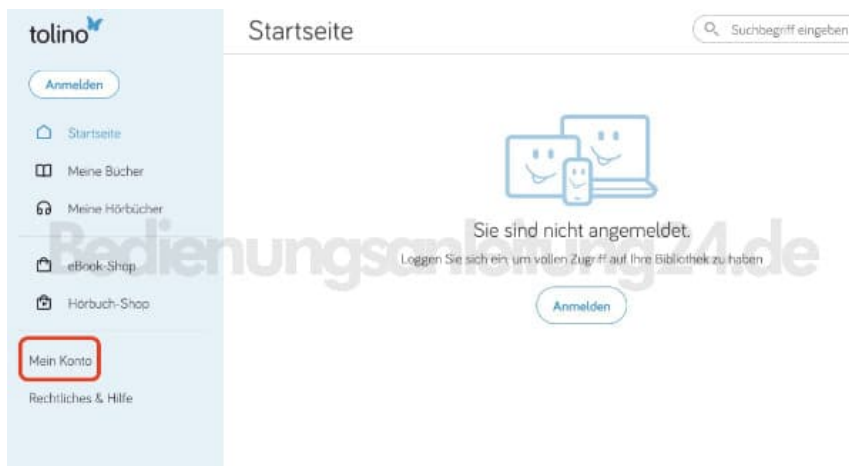 tolino
Startseite
Suchbegriff eingeben
Anmelden
Startseite
Meine Bücher
Meine Hörbücher
eBook-Shop
Hörbuch-Shop
Mein Konto
Rechtliches & Hilfe
Sie sind nicht angemeldet.
Loggen Sie sich ein, um vollen Zugriff auf Ihre Bibliothek zu haben
Anmelden
Bedienungsanleitung24.de